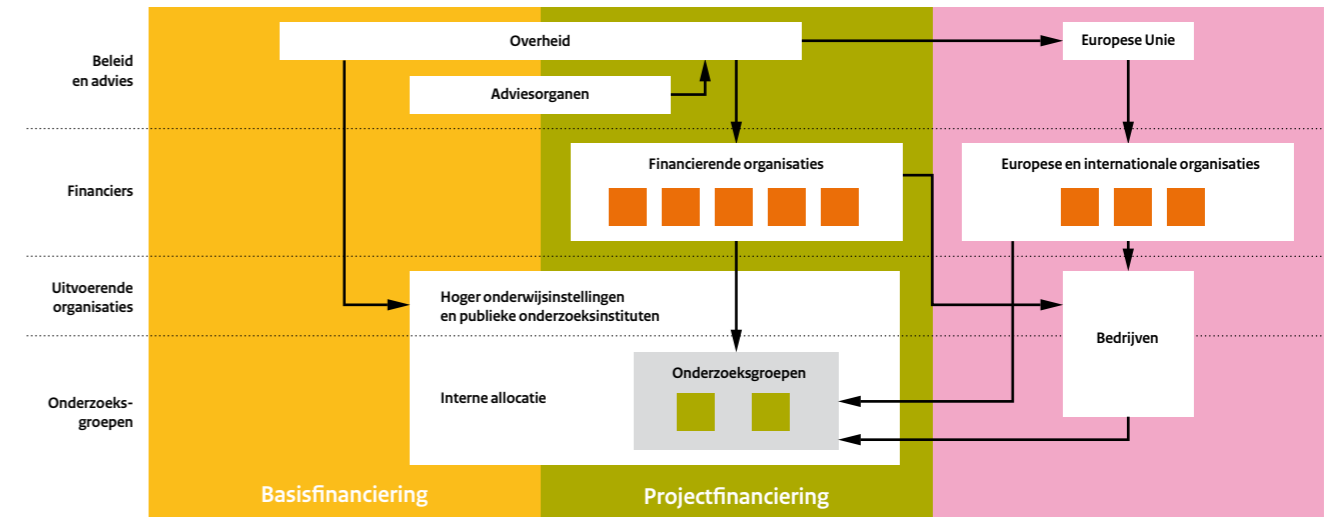 Beleid
en advies
Overheid
Europese Unie
Adviesorganen
Financiers
Financierende organisaties
Europese en internationale organisaties
Uitvoerende
organisaties
Hoger onderwijsinstellingen
en publieke onderzoeksinstituten
Bedrijven
Onderzoeks-
groepen
Interne allocatie
Onderzoeksgroepen
Basisfinanciering
Projectfinanciering